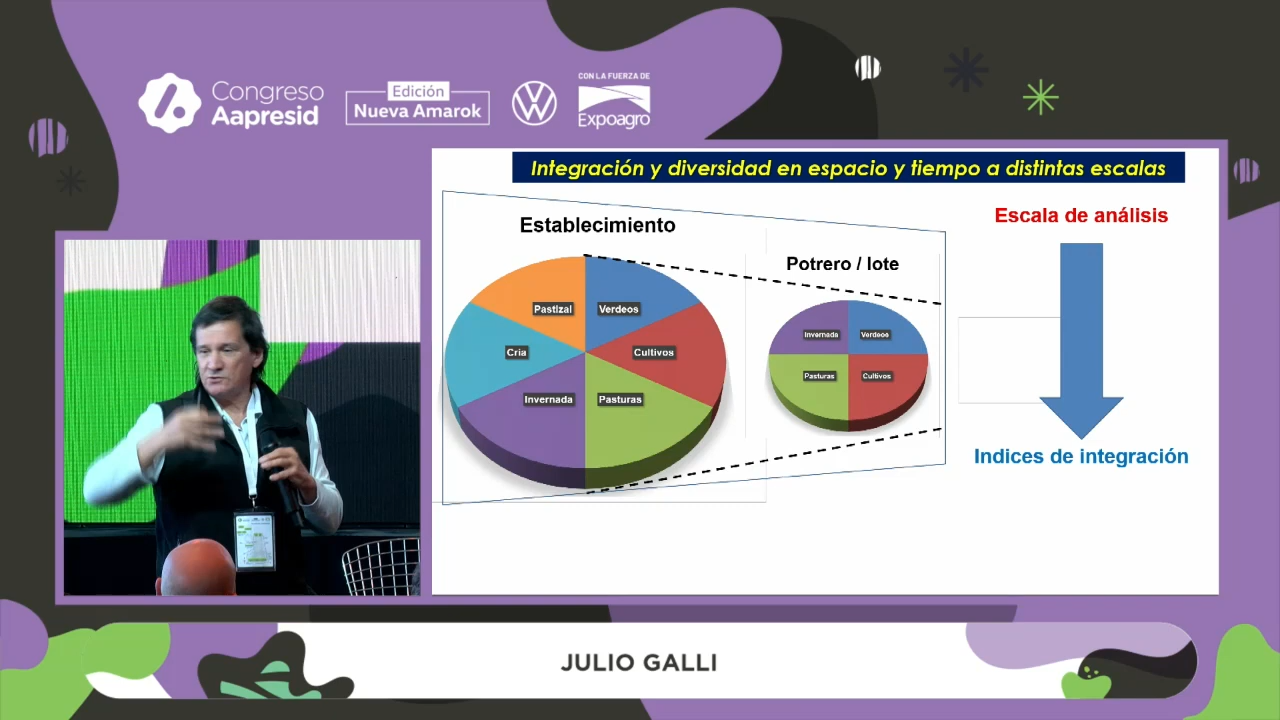 Congreso
Aapresid
Edición
Nueva Amarok
CON LA FUERZA DE
Expoagro
Integración y diversidad en espacio y tiempo a distintas escalas
Establecimiento
Escala de análisis
Potrero / lote
Pastizal
Verdeos
Cria
Cultivos
Invernada
Pasturas
Invernada
Verdeos
Pasturas
Cultivos
Indices de integración
JULIO GALLI